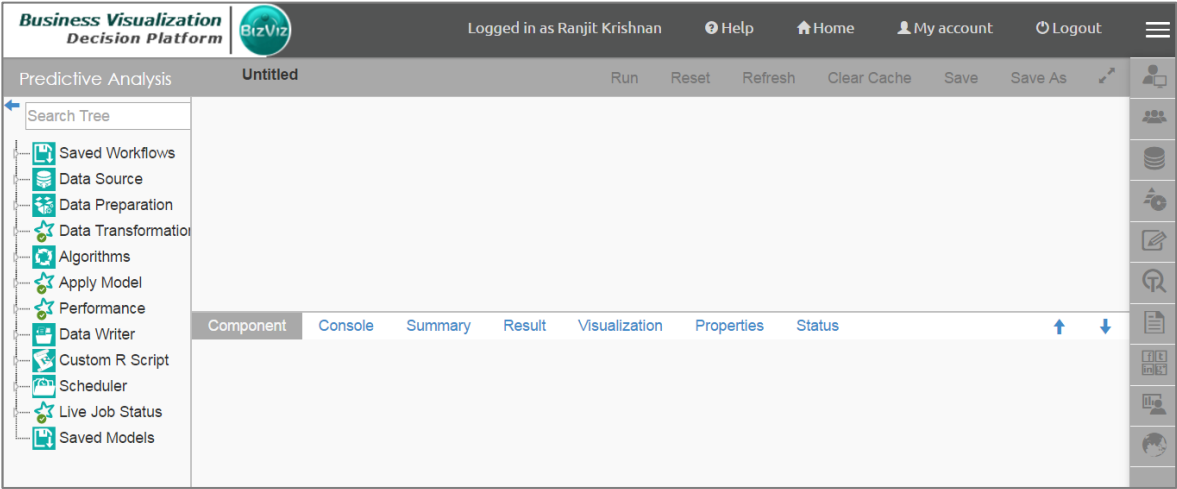 Business Visualization
Decision Platform
BizViz
Logged in as Ranjit Krishnan
Help
Home
My account
Logout
Predictive Analysis
Untitled
Run
Reset
Refresh
Clear Cache
Save
Save As
Search Tree
Saved Workflows
Data Source
Data Preparation
Data Transformation
Algorithms
Apply Model
Performance
Data Writer
Custom R Script
Scheduler
Live Job Status
Saved Models
Component
Console
Summary
Result
Visualization
Properties
Status